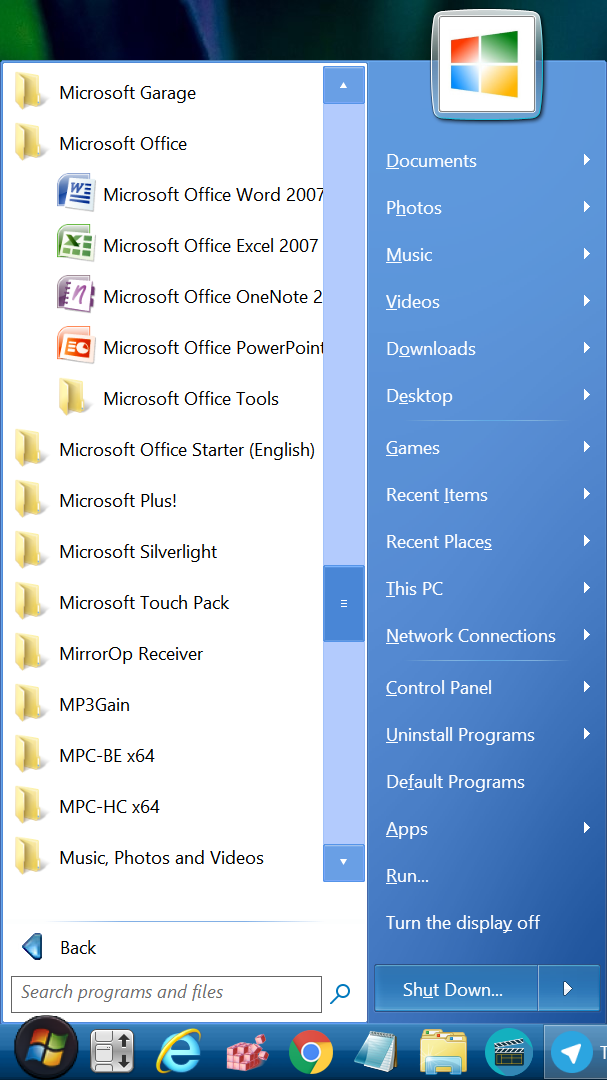 Microsoft Garage
Microsoft Office
Microsoft Office Word 2007
Microsoft Office Excel 2007
Microsoft Office OneNote 2
Microsoft Office PowerPoint
Microsoft Office Tools
Microsoft Office Starter (English)
Microsoft Plus!
Microsoft Silverlight
Microsoft Touch Pack
MirrorOp Receiver
MP3Gain
MPC-BE x64
MPC-HC x64
Music, Photos and Videos
Back
Search programs and files
Documents
Photos
Music
Videos
Downloads
Desktop
Games
Recent Items
Recent Places
This PC
Network Connections
Control Panel
Uninstall Programs
Default Programs
Apps
Run...
Turn the display off
Shut Down...
T